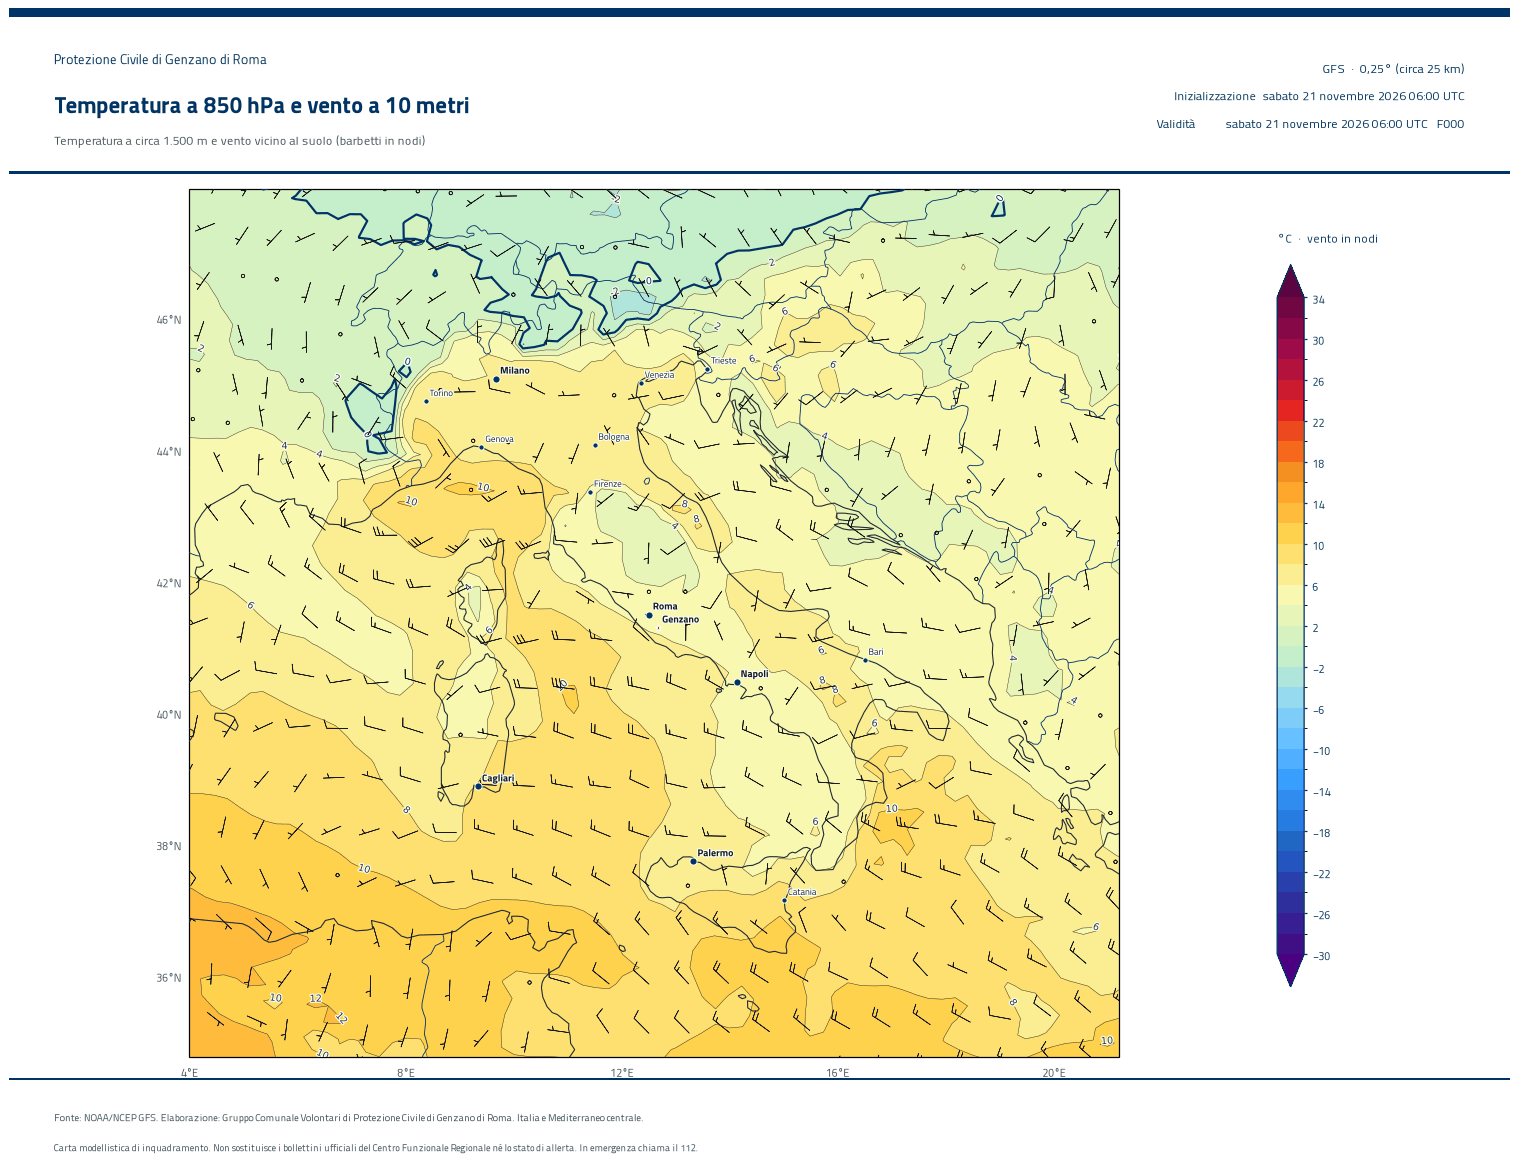 Protezione Civile di Genzano di Roma
Temperatura a 850 hPa e vento a 10 metri
Temperatura a circa 1.500 m e vento vicino al suolo (barbetti in nodi)
GFS · 0,25° (circa 25 km)
Inizializzazione sabato 21 novembre 2026 06:00 UTC
Validità sabato 21 novembre 2026 06:00 UTC F000
°C · vento in nodi
34
30
26
22
18
14
10
6
2
−2
−6
−10
−14
−18
−22
−26
−30
46°N
44°N
42°N
40°N
38°N
36°N
4°E
8°E
12°E
16°E
20°E
Milano
Torino
Venezia
Trieste
Genova
Bologna
Firenze
Roma
Genzano
Napoli
Bari
Cagliari
Palermo
Catania
Fonte: NOAA/NCEP GFS. Elaborazione: Gruppo Comunale Volontari di Protezione Civile di Genzano di Roma. Italia e Mediterraneo centrale.
Carta modellistica di inquadramento. Non sostituisce i bollettini ufficiali del Centro Funzionale Regionale né lo stato di allerta. In emergenza chiama il 112.